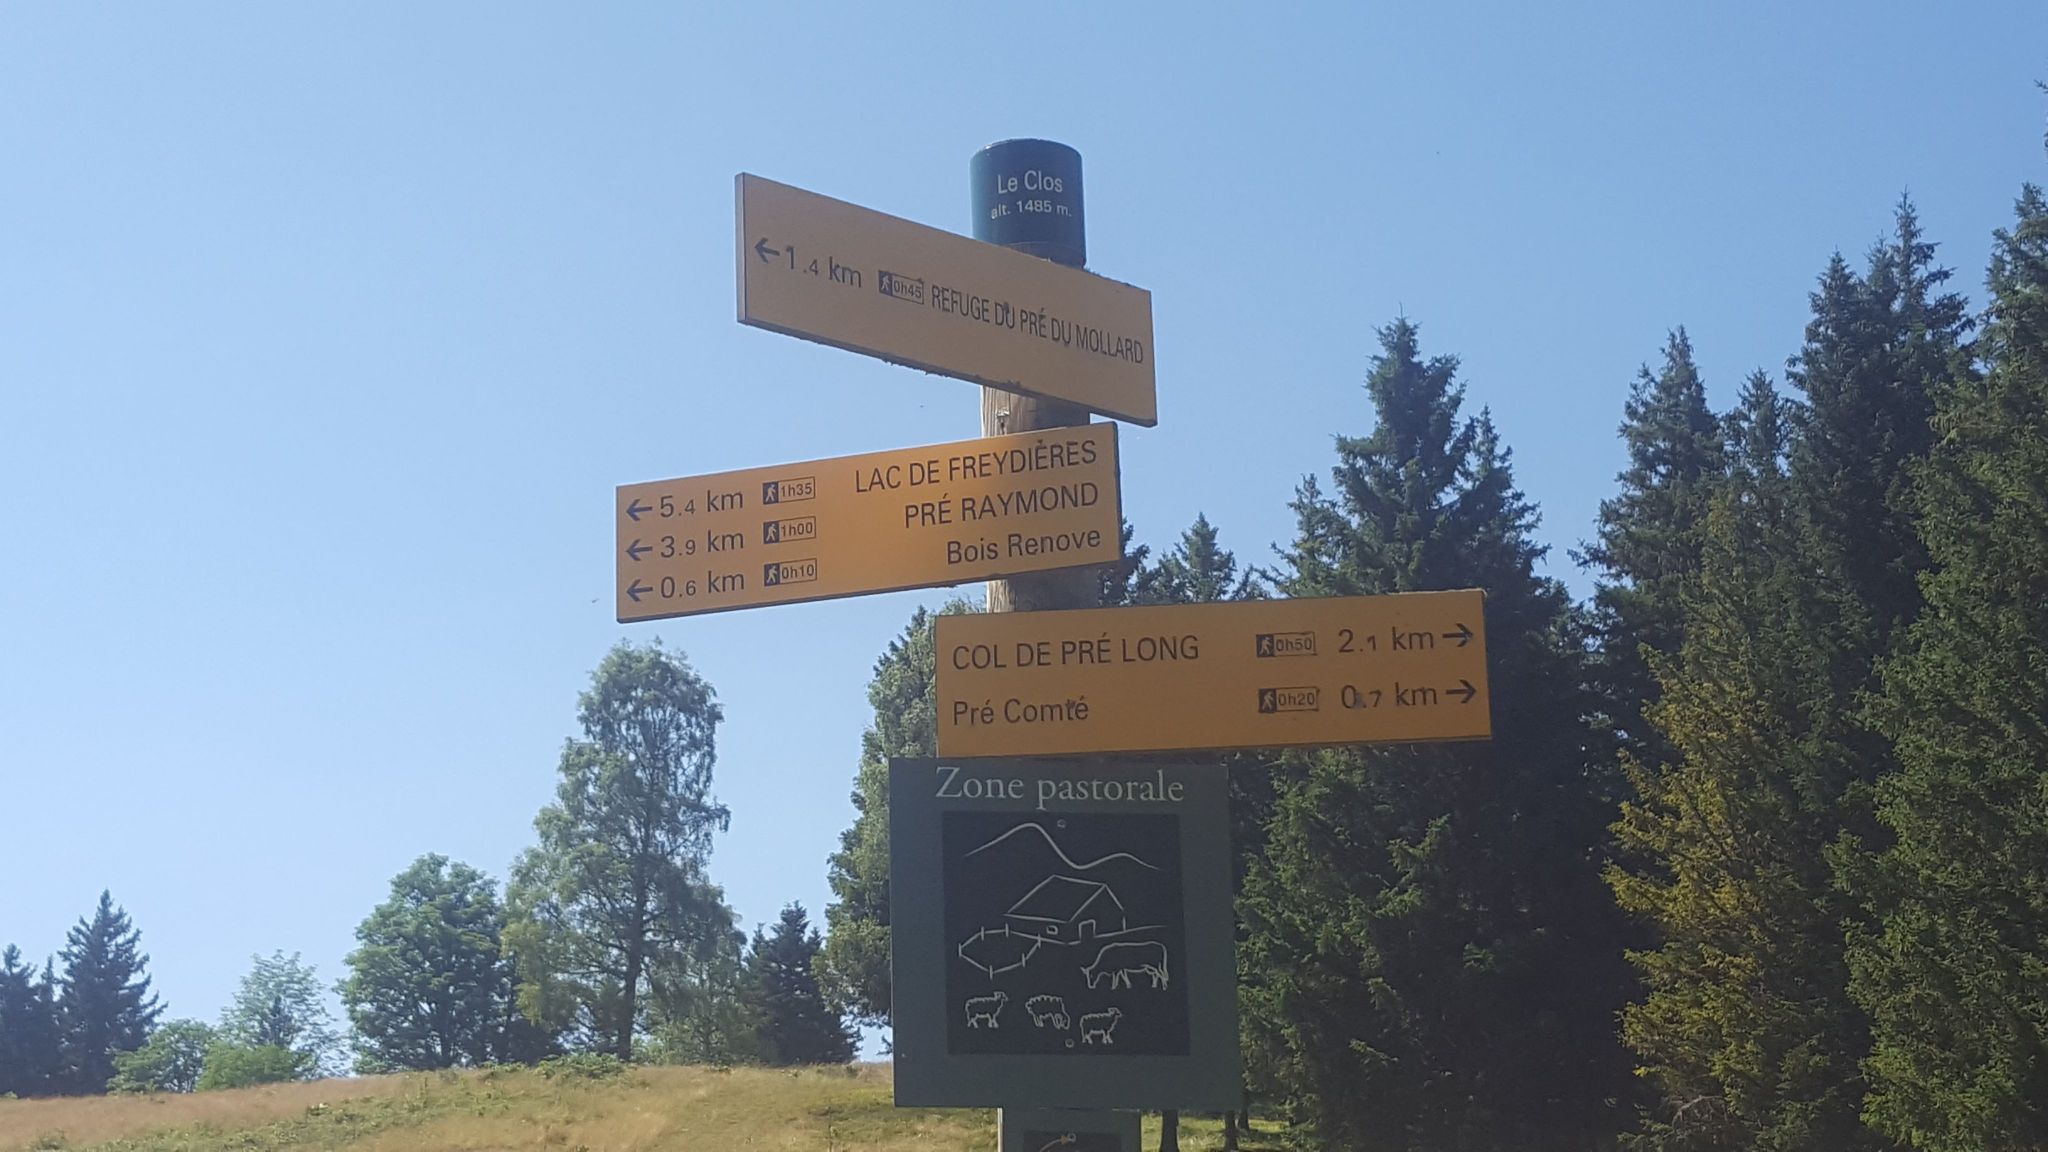 Le Clos
alt. 1485 m.
←1.4 km 0h45 REFUGE DU PRÉ DU MOLLARD
←5.4 km 1h35 LAC DE FREYDIÈRES
←3.9 km 1h00 PRÉ RAYMOND
←0.6 km 0h10 Bois Renove
COL DE PRÉ LONG 0h50 2.1 km→
Pré Comté 0h20 0.7 km→
Zone pastorale